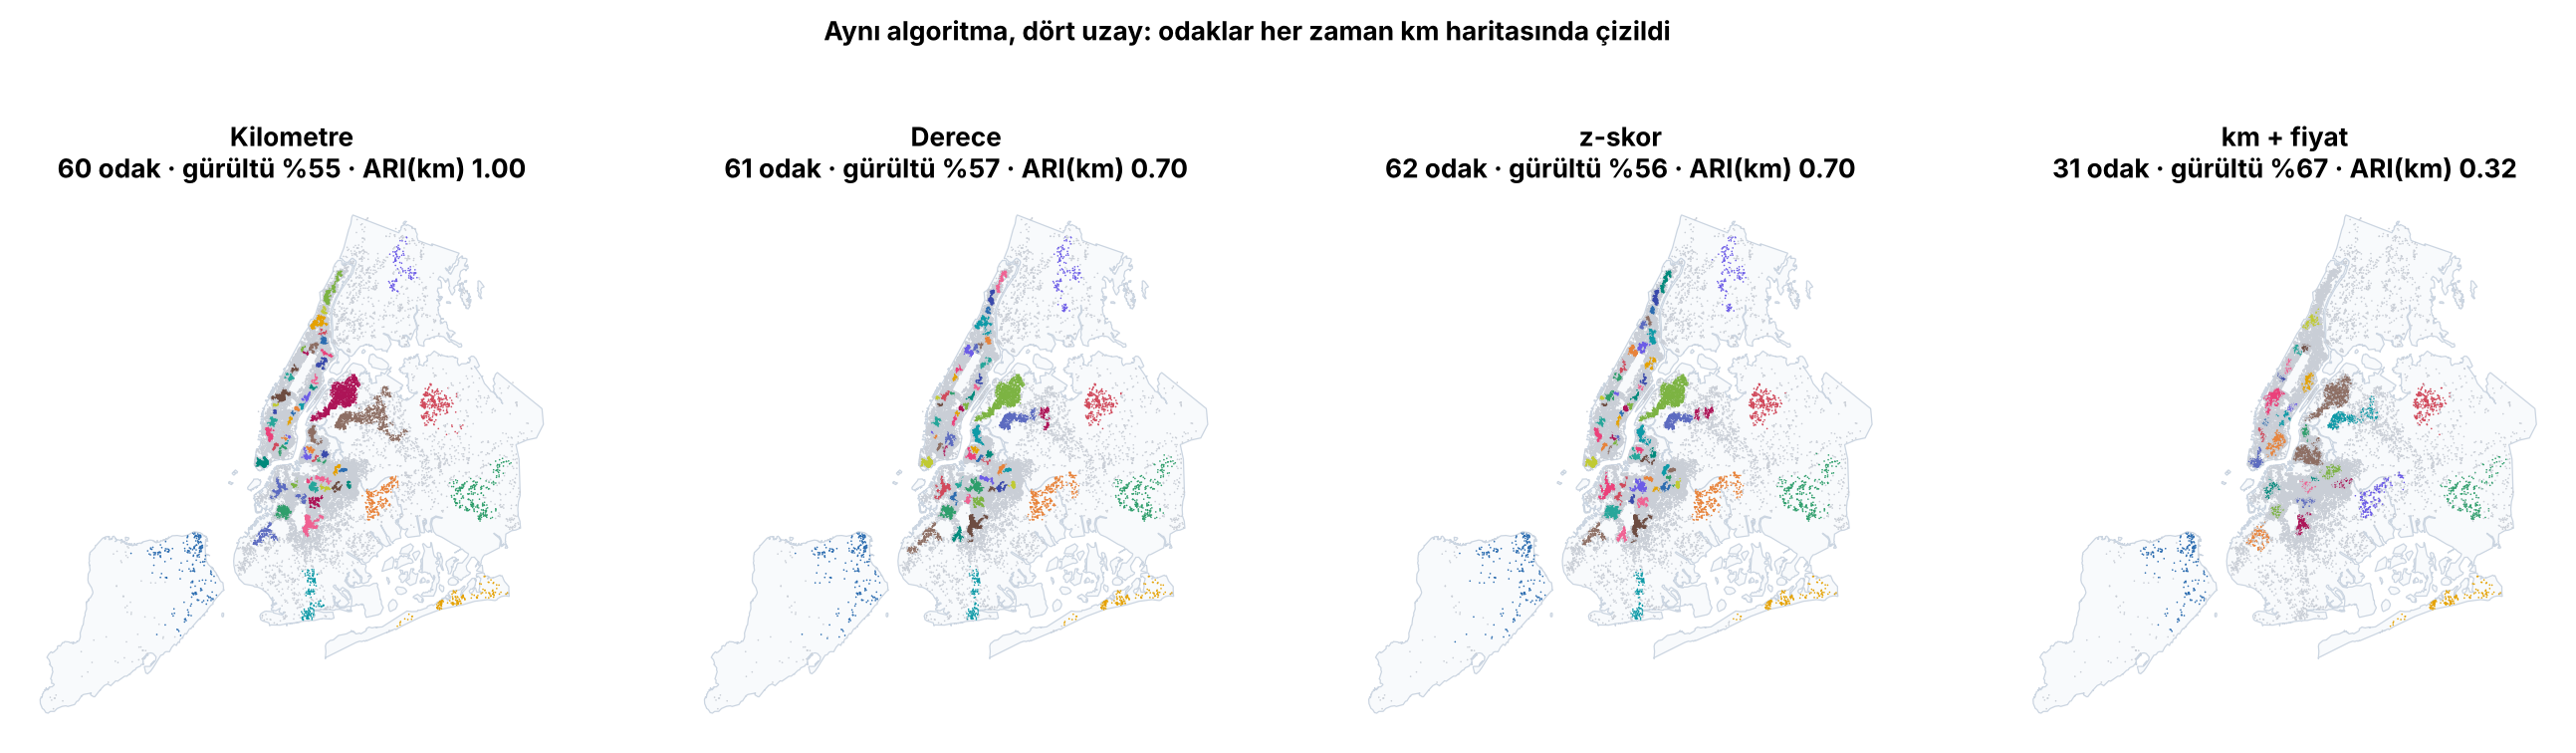 Aynı algoritma, dört uzay: odaklar her zaman km haritasında çizildi
Kilometre
60 odak · gürültü %55 · ARI(km) 1.00
Derece
61 odak · gürültü %57 · ARI(km) 0.70
z-skor
62 odak · gürültü %56 · ARI(km) 0.70
km + fiyat
31 odak · gürültü %67 · ARI(km) 0.32